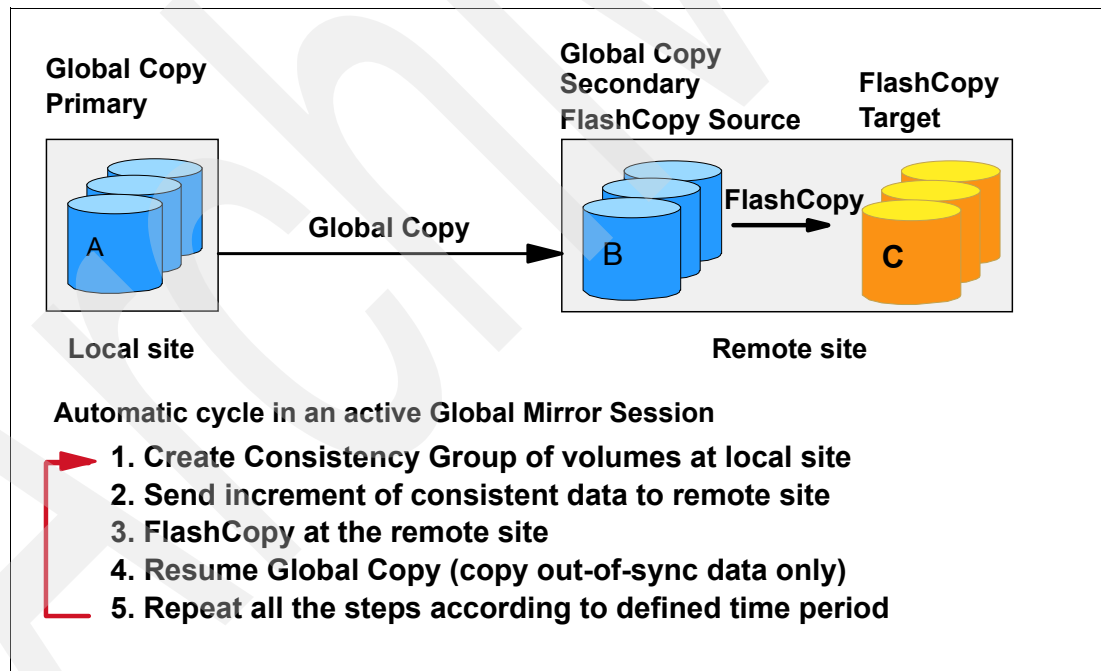 Global Copy
Primary
Global Copy
Secondary
FlashCopy Source
FlashCopy
Target
A
Global Copy
B
FlashCopy
C
Local site
Remote site
Automatic cycle in an active Global Mirror Session
1. Create Consistency Group of volumes at local site
2. Send increment of consistent data to remote site
3. FlashCopy at the remote site
4. Resume Global Copy (copy out-of-sync data only)
5. Repeat all the steps according to defined time period